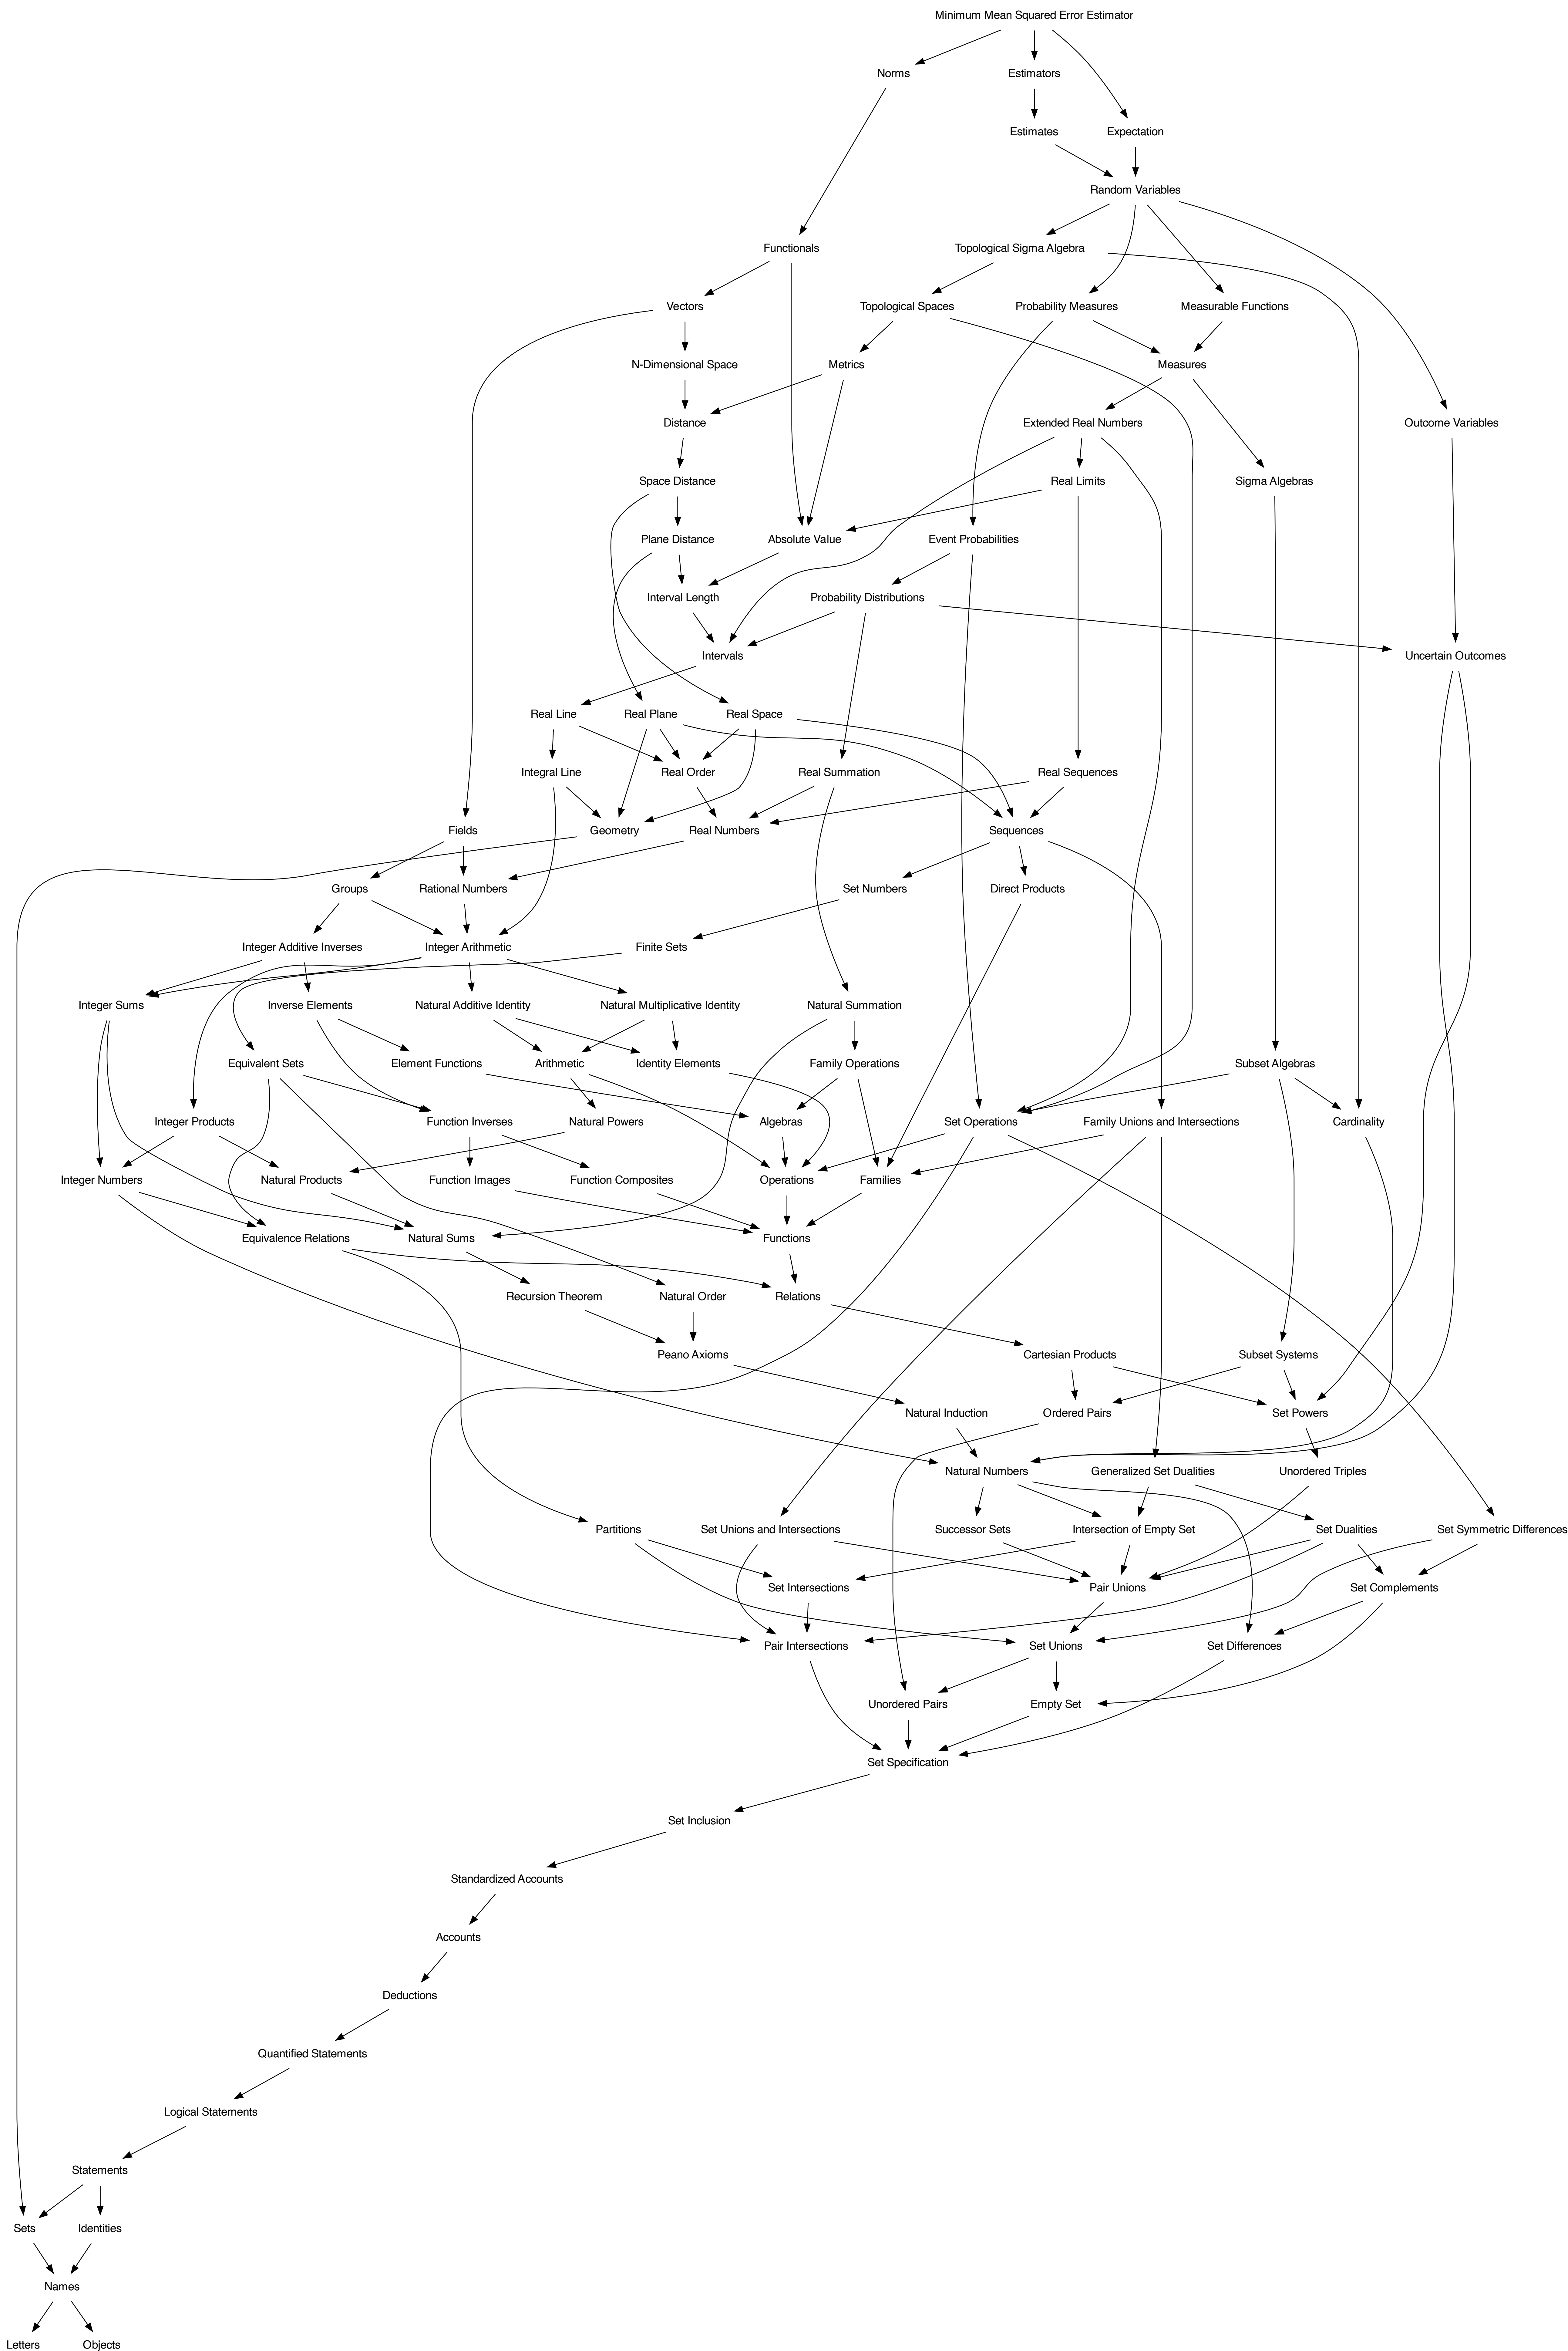 Minimum Mean Squared Error Estimator
Norms
Estimators
Estimates
Expectation
Random Variables
Functionals
Topological Sigma Algebra
Vectors
Topological Spaces
Probability Measures
Measurable Functions
N-Dimensional Space
Metrics
Measures
Distance
Extended Real Numbers
Outcome Variables
Space Distance
Real Limits
Sigma Algebras
Plane Distance
Absolute Value
Event Probabilities
Interval Length
Probability Distributions
Intervals
Uncertain Outcomes
Real Line
Real Plane
Real Space
Integral Line
Real Order
Real Summation
Real Sequences
Fields
Geometry
Real Numbers
Sequences
Groups
Rational Numbers
Set Numbers
Direct Products
Integer Additive Inverses
Integer Arithmetic
Finite Sets
Integer Sums
Inverse Elements
Natural Additive Identity
Natural Multiplicative Identity
Natural Summation
Equivalent Sets
Element Functions
Arithmetic
Identity Elements
Family Operations
Subset Algebras
Integer Products
Function Inverses
Natural Powers
Algebras
Set Operations
Family Unions and Intersections
Cardinality
Integer Numbers
Natural Products
Function Images
Function Composites
Operations
Families
Equivalence Relations
Natural Sums
Functions
Recursion Theorem
Natural Order
Relations
Peano Axioms
Cartesian Products
Subset Systems
Natural Induction
Ordered Pairs
Set Powers
Natural Numbers
Generalized Set Dualities
Unordered Triples
Partitions
Set Unions and Intersections
Successor Sets
Intersection of Empty Set
Set Dualities
Set Symmetric Differences
Set Intersections
Pair Unions
Set Complements
Pair Intersections
Set Unions
Set Differences
Unordered Pairs
Empty Set
Set Specification
Set Inclusion
Standardized Accounts
Accounts
Deductions
Quantified Statements
Logical Statements
Statements
Sets
Identities
Names
Letters
Objects